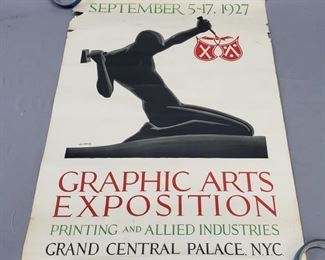 SEPTEMBER 5-17, 1927
GRAPHIC ARTS
EXPOSITION
PRINTING AND ALLIED INDUSTRIES
GRAND CENTRAL PALACE, NYC